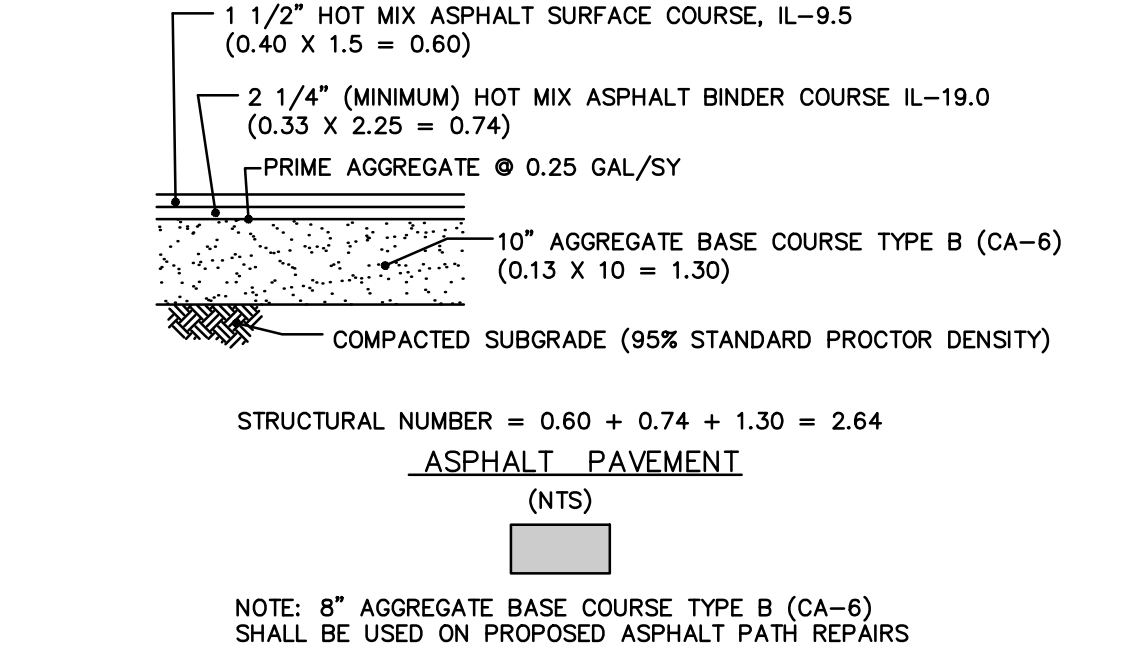 1 1/2” HOT MIX ASPHALT SURFACE COURSE, IL-9.5
(0.40 X 1.5 = 0.60)
2 1/4” (MINIMUM) HOT MIX ASPHALT BINDER COURSE IL-19.0
(0.33 X 2.25 = 0.74)
PRIME AGGREGATE @ 0.25 GAL/SY
10” AGGREGATE BASE COURSE TYPE B (CA-6)
(0.13 X 10 = 1.30)
COMPACTED SUBGRADE (95% STANDARD PROCTOR DENSITY)
STRUCTURAL NUMBER = 0.60 + 0.74 + 1.30 = 2.64
ASPHALT PAVEMENT
(NTS)
NOTE: 8” AGGREGATE BASE COURSE TYPE B (CA-6)
SHALL BE USED ON PROPOSED ASPHALT PATH REPAIRS